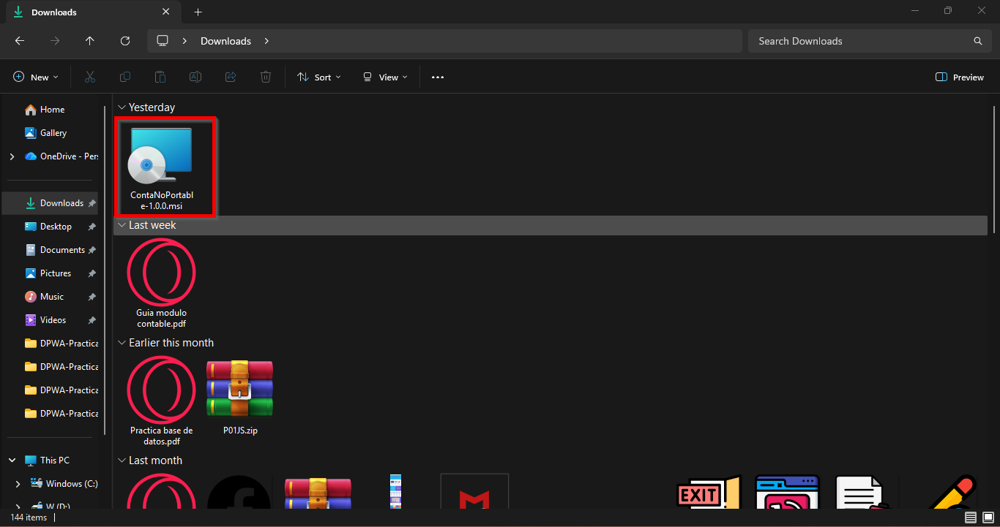 Downloads
Downloads
Search Downloads
New
Sort
View
Preview
Home
Gallery
OneDrive - Pers
Downloads
Desktop
Documents
Pictures
Music
Videos
DPWA-Practica
DPWA-Practica
DPWA-Practica
DPWA-Practica
This PC
Windows (C:)
W (D:)
Yesterday
ContaNoPortabl
e-1.0.0.msi
Last week
Guia modulo
contable.pdf
Earlier this month
Practica base de
datos.pdf
P01JS.zip
Last month
EXIT
144 items